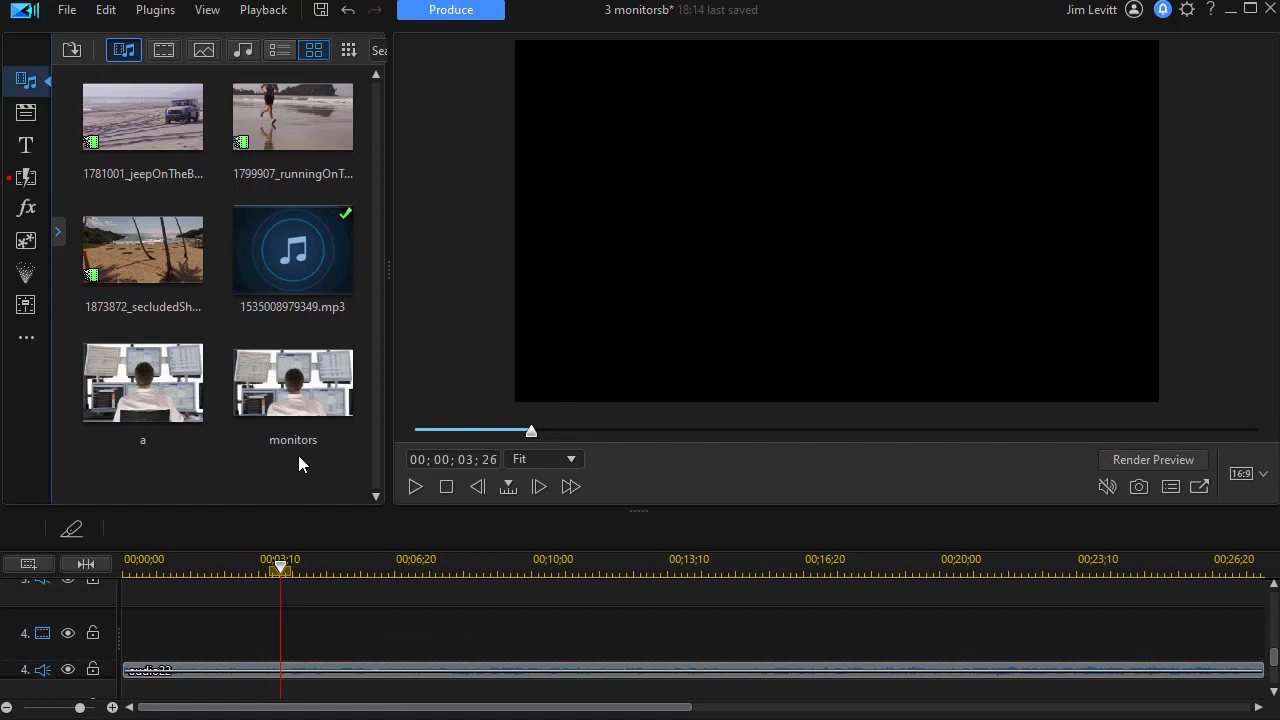 File Edit Plugins View Playback Produce 3 monitorsb* 18:14 last saved Jim Levitt ?
Sea
1781001_jeepOnTheB... 1799907_runningOnT...
1873872_secludedSh... 1535008979349.mp3
a monitors
00; 00; 03; 26 Fit Render Preview 16:9
00;00;00 00;03;10 00;06;20 00;10;00 00;13;10 00;16;20 00;20;00 00;23;10 00;26;20
3.
4.
4. audio22